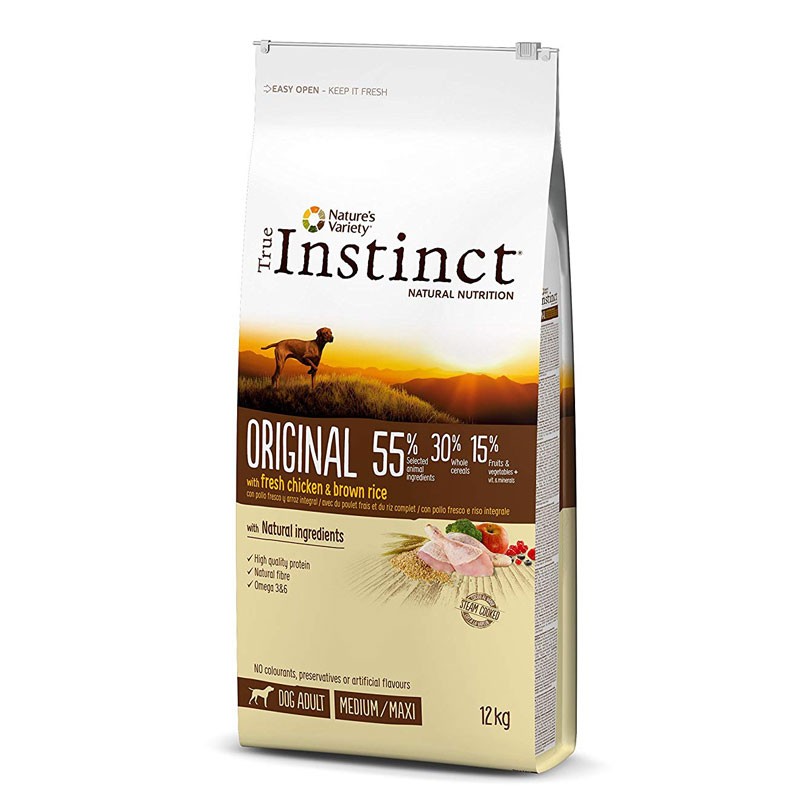 EASY OPEN - KEEP IT FRESH
Nature's
Variety
True
Instinct®
NATURAL NUTRITION
ORIGINAL
with fresh chicken & brown rice
55%
Selected
animal
ingredients
30%
Whole
cereals
15%
Fruits &
vegetables +
vit. & minerals
con pollo fresco y arroz integral / avec du poulet frais et du riz complet / con pollo fresco e riso integrale
with Natural ingredients
✓ High quality protein
✓ Natural fibre
✓ Omega 3&6
STEAM COOKED
NO colourants, preservatives or artificial flavours
DOG ADULT
MEDIUM/MAXI
12kg
Instinct